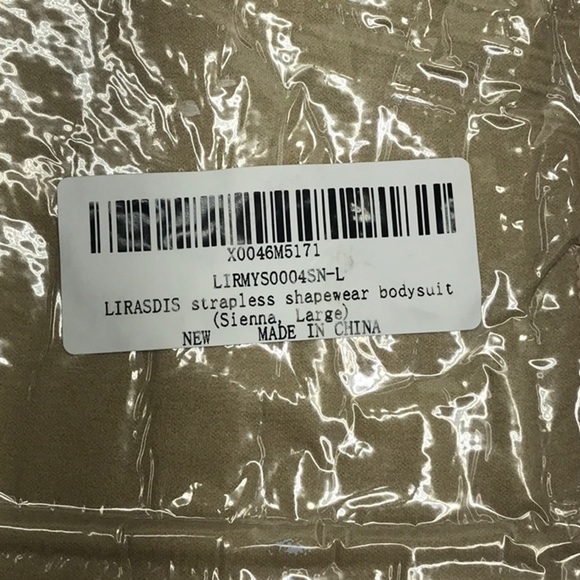 X0046M5171
LIRMYS0004SN-L
LIRASDIS strapless shapewear bodysuit
(Sienna, Large)
NEW MADE IN CHINA